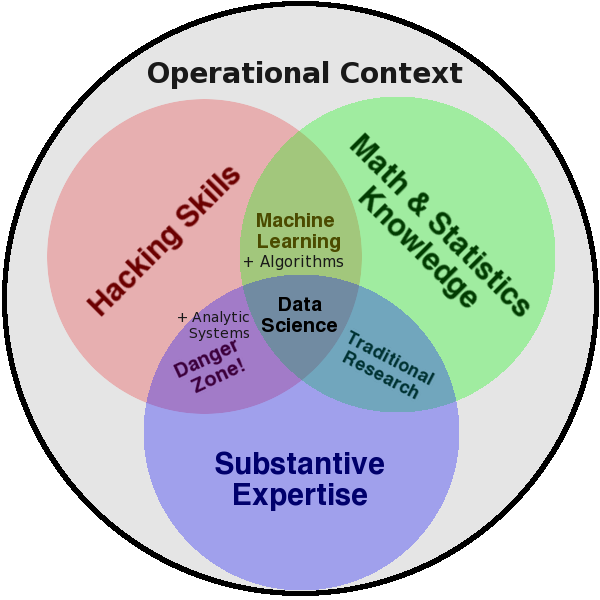 Operational Context
Hacking Skills
Math & Statistics
Knowledge
Machine
Learning
+ Algorithms
Data
Science
+ Analytic
Systems
Danger
Zone!
Traditional
Research
Substantive
Expertise